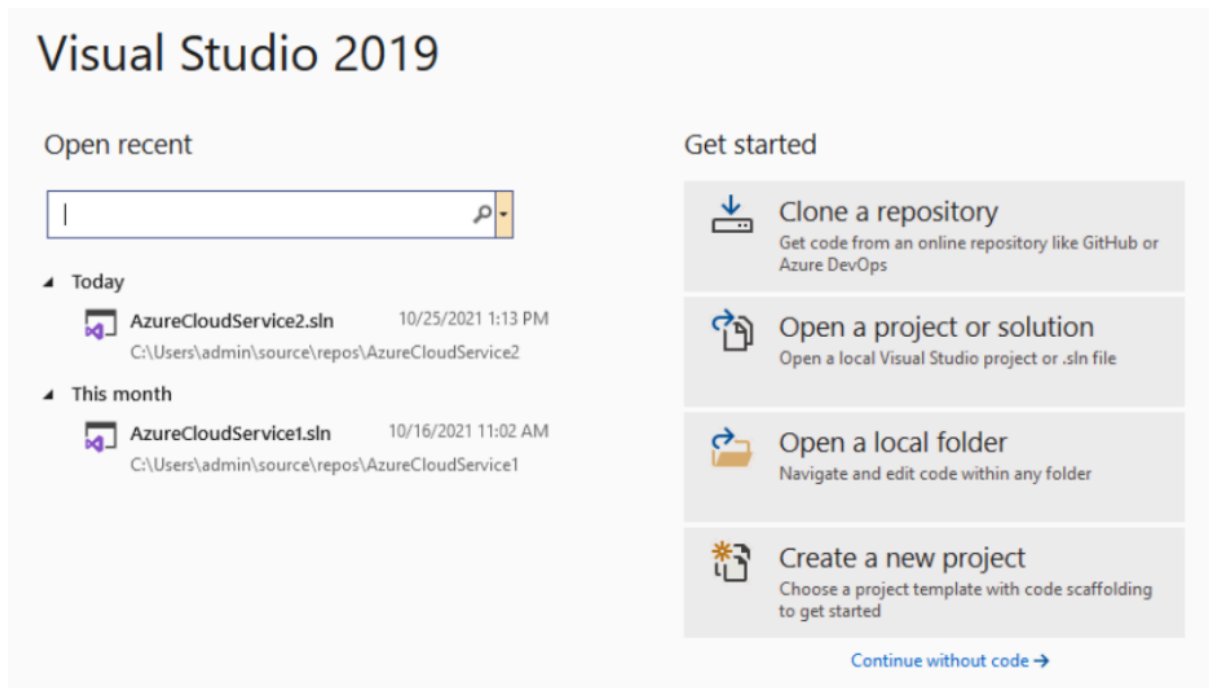 Visual Studio 2019
Open recent
Today
AzureCloudService2.sln 10/25/2021 1:13 PM
C:\Users\admin\source\repos\AzureCloudService2
This month
AzureCloudService1.sln 10/16/2021 11:02 AM
C:\Users\admin\source\repos\AzureCloudService1
Get started
Clone a repository
Get code from an online repository like GitHub or
Azure DevOps
Open a project or solution
Open a local Visual Studio project or .sln file
Open a local folder
Navigate and edit code within any folder
Create a new project
Choose a project template with code scaffolding
to get started
Continue without code →